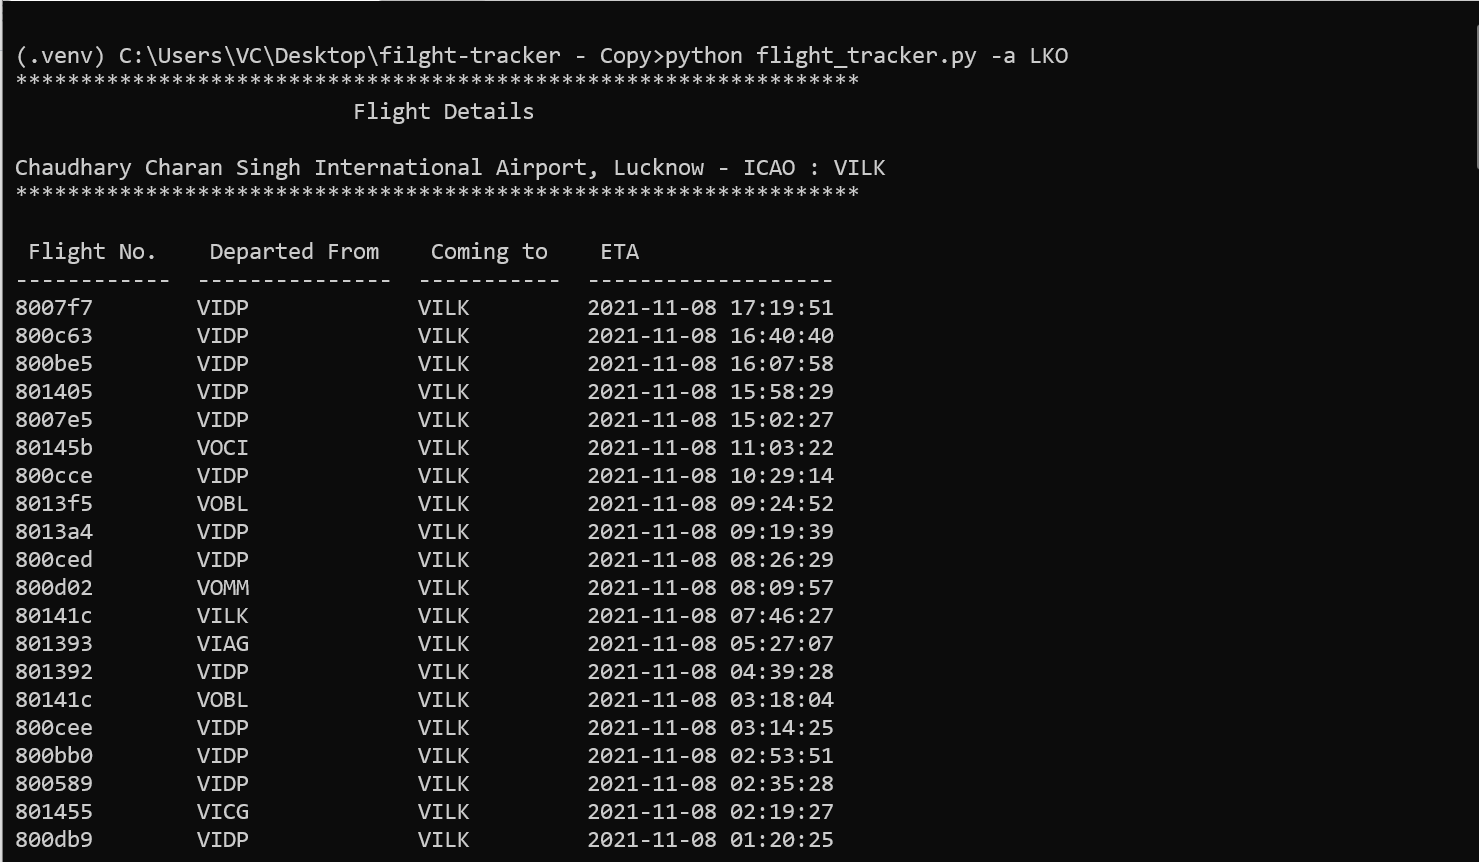 (.venv) C:\Users\VC\Desktop\filght-tracker - Copy>python flight_tracker.py -a LKO
*****************************************************************
Flight Details
Chaudhary Charan Singh International Airport, Lucknow - ICAO : VILK
*****************************************************************
Flight No.    Departed From    Coming to    ETA
------------  ---------------  -----------  -------------------
8007f7        VIDP             VILK         2021-11-08 17:19:51
800c63        VIDP             VILK         2021-11-08 16:40:40
800be5        VIDP             VILK         2021-11-08 16:07:58
801405        VIDP             VILK         2021-11-08 15:58:29
8007e5        VIDP             VILK         2021-11-08 15:02:27
80145b        VOCI             VILK         2021-11-08 11:03:22
800cce        VIDP             VILK         2021-11-08 10:29:14
8013f5        VOBL             VILK         2021-11-08 09:24:52
8013a4        VIDP             VILK         2021-11-08 09:19:39
800ced        VIDP             VILK         2021-11-08 08:26:29
800d02        VOMM             VILK         2021-11-08 08:09:57
80141c        VILK             VILK         2021-11-08 07:46:27
801393        VIAG             VILK         2021-11-08 05:27:07
801392        VIDP             VILK         2021-11-08 04:39:28
80141c        VOBL             VILK         2021-11-08 03:18:04
800cee        VIDP             VILK         2021-11-08 03:14:25
800bb0        VIDP             VILK         2021-11-08 02:53:51
800589        VIDP             VILK         2021-11-08 02:35:28
801455        VICG             VILK         2021-11-08 02:19:27
800db9        VIDP             VILK         2021-11-08 01:20:25